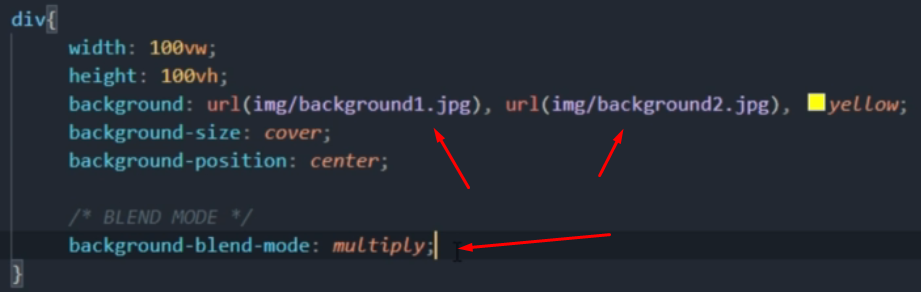 div{
width: 100vw;
height: 100vh;
background: url(img/background1.jpg), url(img/background2.jpg), yellow;
background-size: cover;
background-position: center;
/* BLEND MODE */
background-blend-mode: multiply;
}